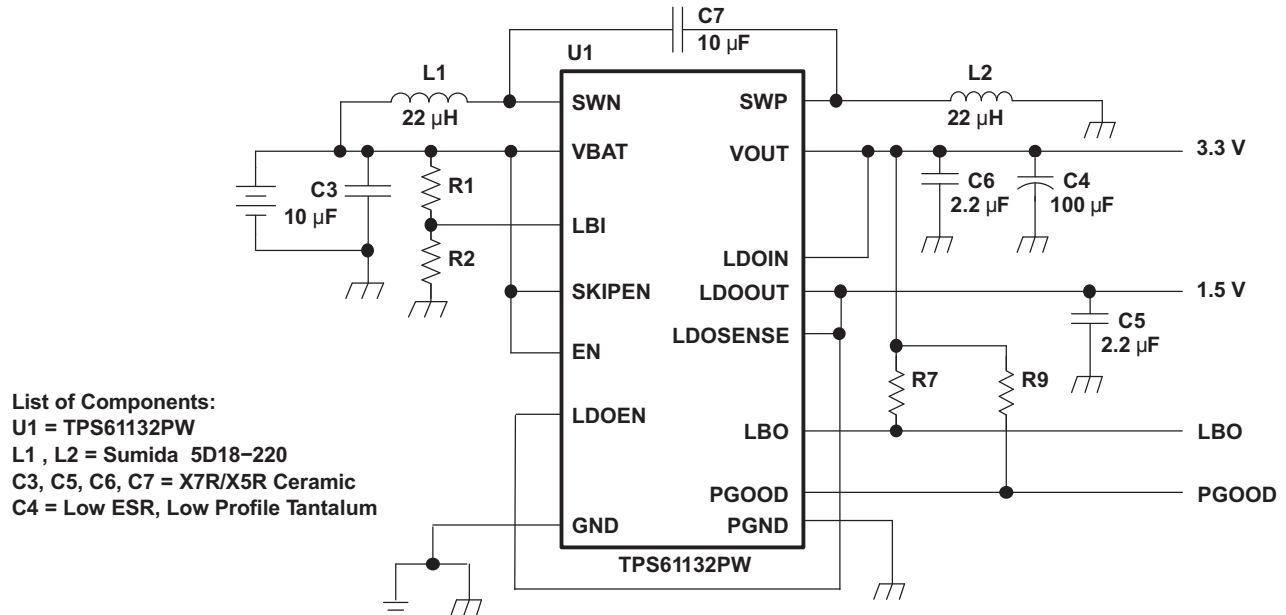 C7
10 µF
U1
L1
22 µH
SWN
SWP
L2
22 µH
VBAT
VOUT
3.3 V
C3
10 µF
R1
C6
2.2 µF
C4
100 µF
LBI
R2
LDOIN
SKIPEN
LDOOUT
1.5 V
LDOSENSE
C5
2.2 µF
EN
R7
R9
List of Components:
U1 = TPS61132PW
L1 , L2 = Sumida 5D18−220
C3, C5, C6, C7 = X7R/X5R Ceramic
C4 = Low ESR, Low Profile Tantalum
LDOEN
LBO
LBO
PGOOD
PGOOD
GND
PGND
TPS61132PW